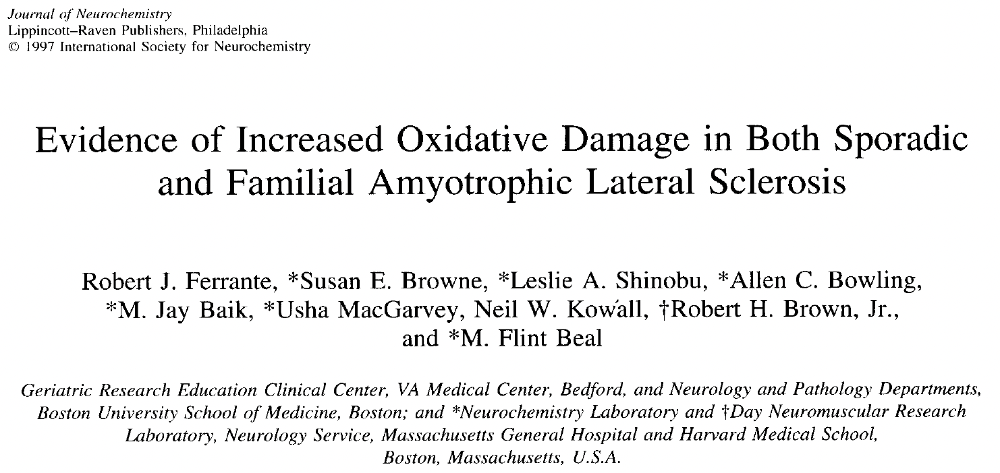 Journal of Neurochemistry
Lippincott–Raven Publishers, Philadelphia
© 1997 International Society for Neurochemistry
Evidence of Increased Oxidative Damage in Both Sporadic
and Familial Amyotrophic Lateral Sclerosis
Robert J. Ferrante, *Susan E. Browne, *Leslie A. Shinobu, *Allen C. Bowling,
*M. Jay Baik, *Usha MacGarvey, Neil W. Kowall, †Robert H. Brown, Jr.,
and *M. Flint Beal
Geriatric Research Education Clinical Center, VA Medical Center, Bedford, and Neurology and Pathology Departments,
Boston University School of Medicine, Boston; and *Neurochemistry Laboratory and †Day Neuromuscular Research
Laboratory, Neurology Service, Massachusetts General Hospital and Harvard Medical School,
Boston, Massachusetts, U.S.A.